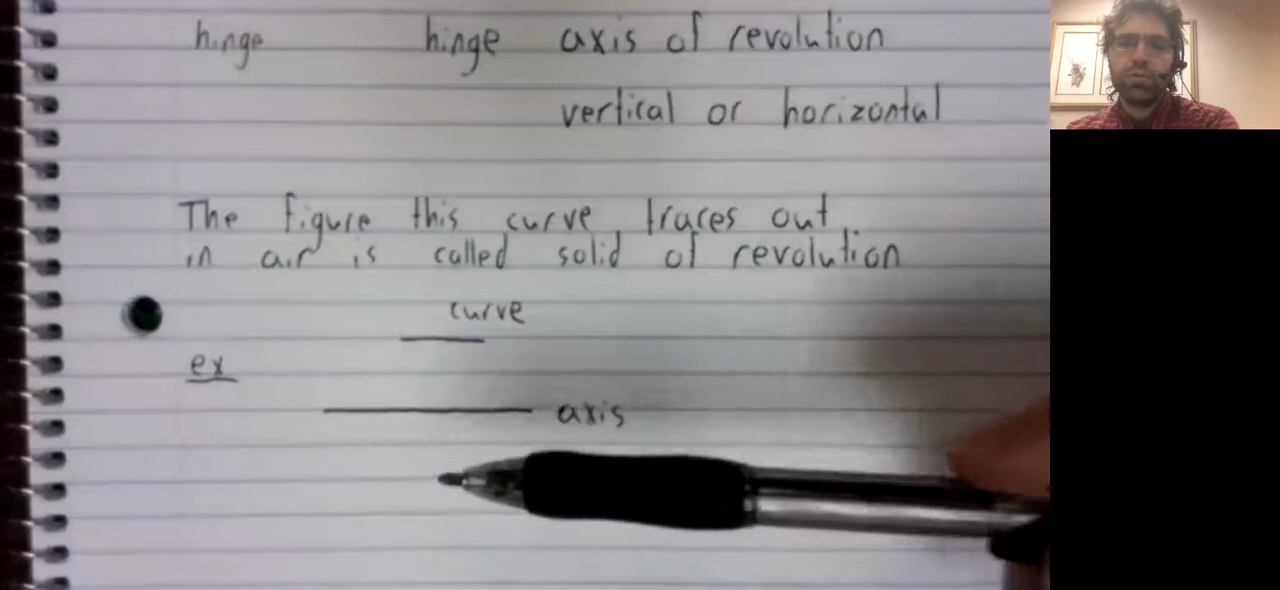 hinge hinge axis of revolution
vertical or horizontal
The figure this curve traces out
in air is called solid of revolution
curve
ex
axis